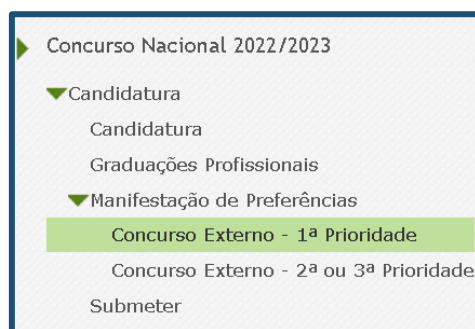 Concurso Nacional 2022/2023
Candidatura
Candidatura
Graduações Profissionais
Manifestação de Preferências
Concurso Externo - 1ª Prioridade
Concurso Externo - 2ª ou 3ª Prioridade
Submeter